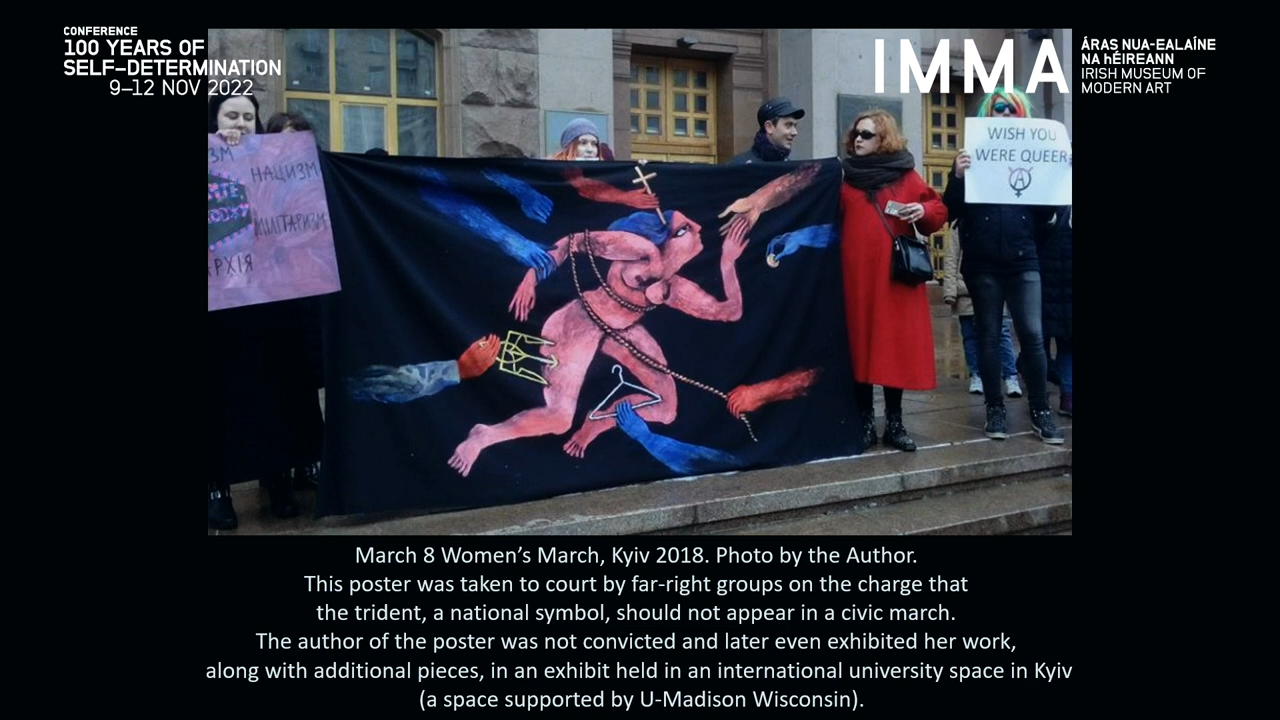 CONFERENCE
100 YEARS OF
SELF–DETERMINATION
9–12 NOV 2022
IMMA
ÁRAS NUA-EALAÍNE
NA hÉIREANN
IRISH MUSEUM OF
MODERN ART
НАЦИЗМ
WISH YOU
WERE QUEER
March 8 Women’s March, Kyiv 2018. Photo by the Author.
This poster was taken to court by far-right groups on the charge that
the trident, a national symbol, should not appear in a civic march.
The author of the poster was not convicted and later even exhibited her work,
along with additional pieces, in an exhibit held in an international university space in Kyiv
(a space supported by U-Madison Wisconsin).